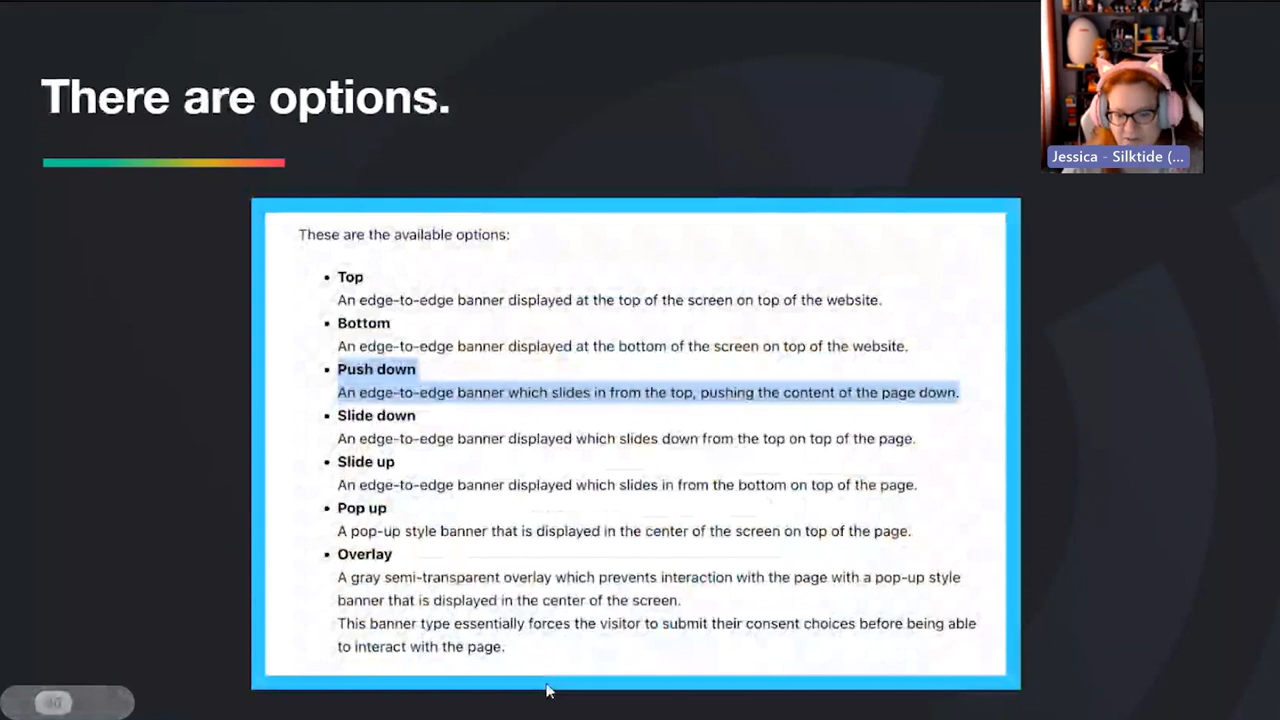 There are options.
Jessica - Silktide (...
These are the available options:
• Top
An edge-to-edge banner displayed at the top of the screen on top of the website.
• Bottom
An edge-to-edge banner displayed at the bottom of the screen on top of the website.
• Push down
An edge-to-edge banner which slides in from the top, pushing the content of the page down.
• Slide down
An edge-to-edge banner displayed which slides down from the top on top of the page.
• Slide up
An edge-to-edge banner displayed which slides in from the bottom on top of the page.
• Pop up
A pop-up style banner that is displayed in the center of the screen on top of the page.
• Overlay
A gray semi-transparent overlay which prevents interaction with the page with a pop-up style
banner that is displayed in the center of the screen.
This banner type essentially forces the visitor to submit their consent choices before being able
to interact with the page.